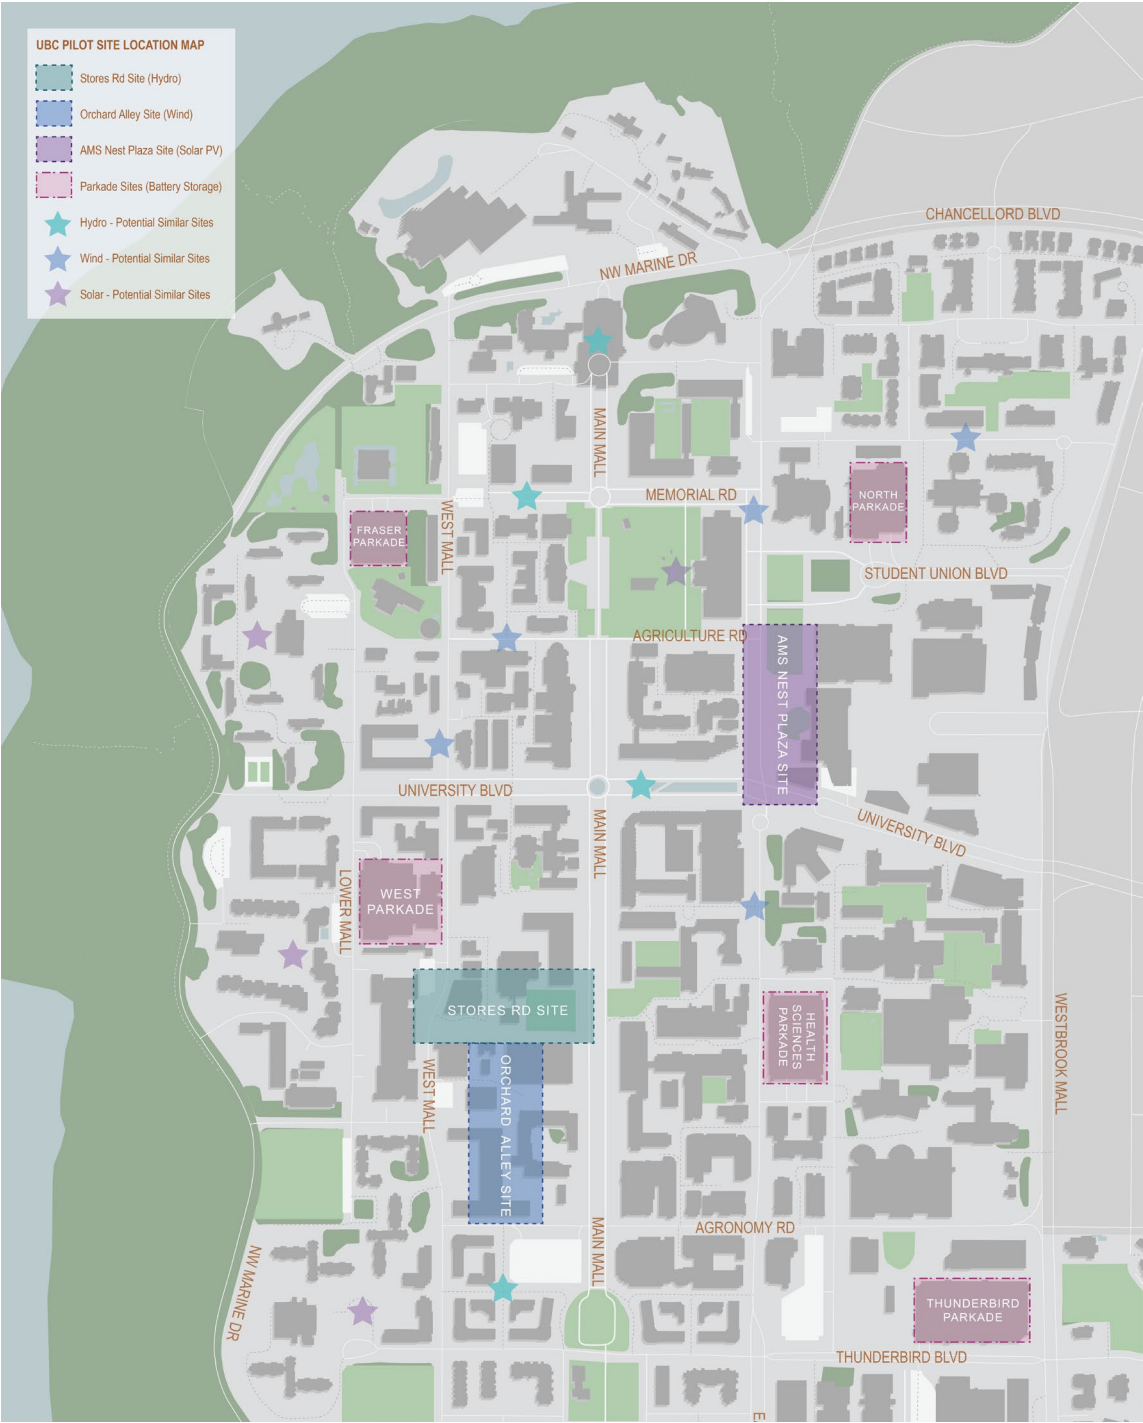 UBC PILOT SITE LOCATION MAP
Stores Rd Site (Hydro)
Orchard Alley Site (Wind)
AMS Nest Plaza Site (Solar PV)
Parkade Sites (Battery Storage)
Hydro - Potential Similar Sites
Wind - Potential Similar Sites
Solar - Potential Similar Sites
CHANCELLORD BLVD
NW MARINE DR
MAIN MALL
MEMORIAL RD
NORTH
PARKADE
WEST MALL
FRASER
PARKADE
STUDENT UNION BLVD
AGRICULTURE RD
AMS NEST PLAZA SITE
UNIVERSITY BLVD
MAIN MALL
UNIVERSITY BLVD
LOWER MALL
WEST
PARKADE
STORES RD SITE
HEALTH
SCIENCES
PARKADE
WESTBROOK MALL
WEST MALL
ORCHARD ALLEY SITE
AGRONOMY RD
MAIN MALL
NW MARINE DR
THUNDERBIRD
PARKADE
THUNDERBIRD BLVD
E